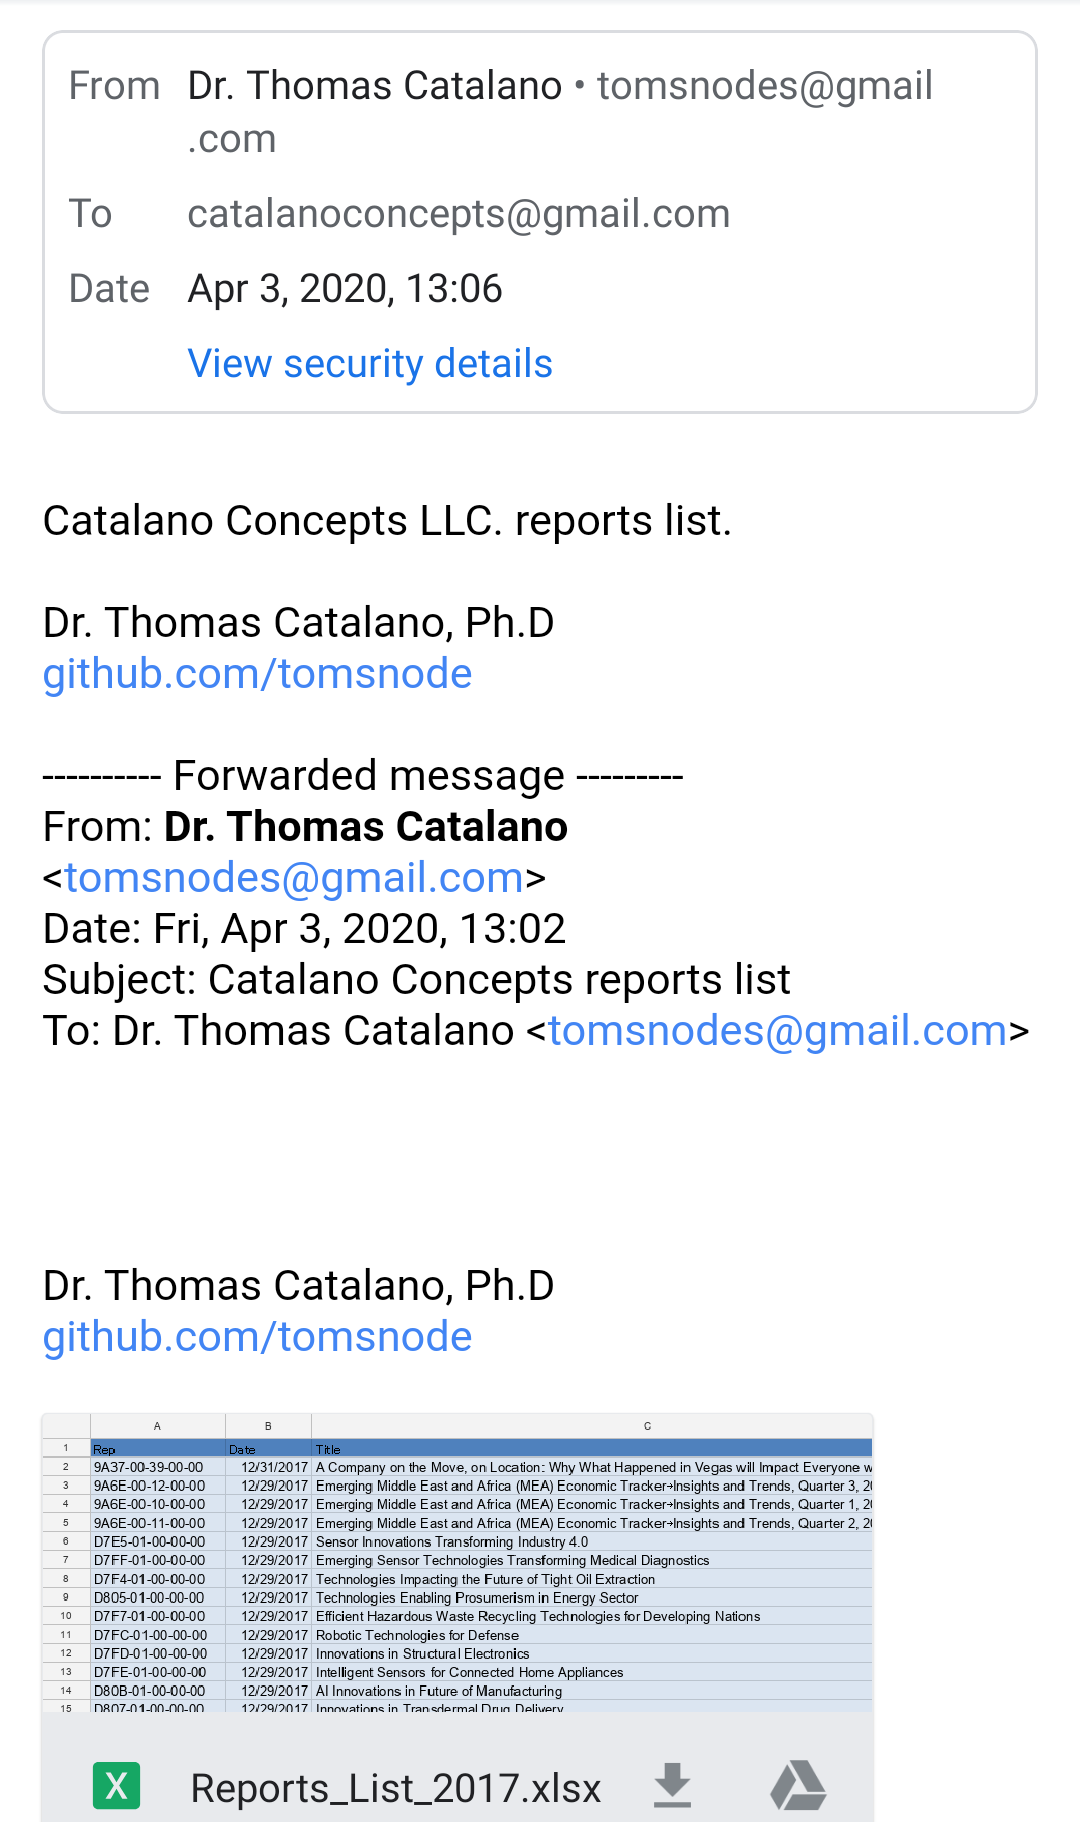 From Dr. Thomas Catalano • tomsnodes@gmail
.com
To catalanoconcepts@gmail.com
Date Apr 3, 2020, 13:06
View security details
Catalano Concepts LLC. reports list.
Dr. Thomas Catalano, Ph.D
github.com/tomsnode
---------- Forwarded message ---------
From: Dr. Thomas Catalano
<tomsnodes@gmail.com>
Date: Fri, Apr 3, 2020, 13:02
Subject: Catalano Concepts reports list
To: Dr. Thomas Catalano <tomsnodes@gmail.com>
Dr. Thomas Catalano, Ph.D
github.com/tomsnode
A B C
1 Rep Date Title
2 9A37-00-39-00-00 12/31/2017 A Company on the Move, on Location: Why What Happened in Vegas will Impact Everyone w
3 9A6E-00-12-00-00 12/29/2017 Emerging Middle East and Africa (MEA) Economic Tracker→Insights and Trends, Quarter 3, 20
4 9A6E-00-10-00-00 12/29/2017 Emerging Middle East and Africa (MEA) Economic Tracker→Insights and Trends, Quarter 1, 20
5 9A6E-00-11-00-00 12/29/2017 Emerging Middle East and Africa (MEA) Economic Tracker→Insights and Trends, Quarter 2, 20
6 D7E5-01-00-00-00 12/29/2017 Sensor Innovations Transforming Industry 4.0
7 D7FF-01-00-00-00 12/29/2017 Emerging Sensor Technologies Transforming Medical Diagnostics
8 D7F4-01-00-00-00 12/29/2017 Technologies Impacting the Future of Tight Oil Extraction
9 D805-01-00-00-00 12/29/2017 Technologies Enabling Prosumerism in Energy Sector
10 D7F7-01-00-00-00 12/29/2017 Efficient Hazardous Waste Recycling Technologies for Developing Nations
11 D7FC-01-00-00-00 12/29/2017 Robotic Technologies for Defense
12 D7FD-01-00-00-00 12/29/2017 Innovations in Structural Electronics
13 D7FE-01-00-00-00 12/29/2017 Intelligent Sensors for Connected Home Appliances
14 D80B-01-00-00-00 12/29/2017 AI Innovations in Future of Manufacturing
15 D807-01-00-00-00 12/29/2017 Innovations in Transdermal Drug Delivery
X Reports_List_2017.xlsx